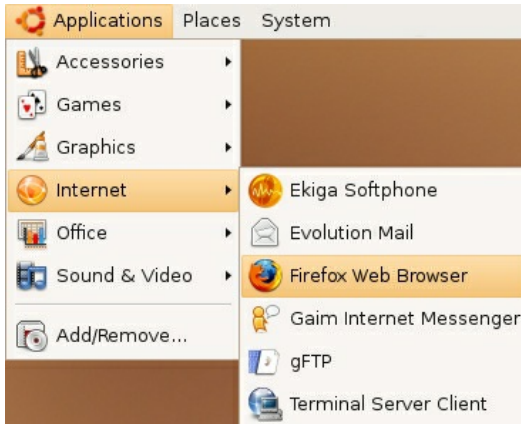 Applications Places System
Accessories
Games
Graphics
Internet
Office
Sound & Video
Add/Remove...
Ekiga Softphone
Evolution Mail
Firefox Web Browser
Gaim Internet Messenger
gFTP
Terminal Server Client